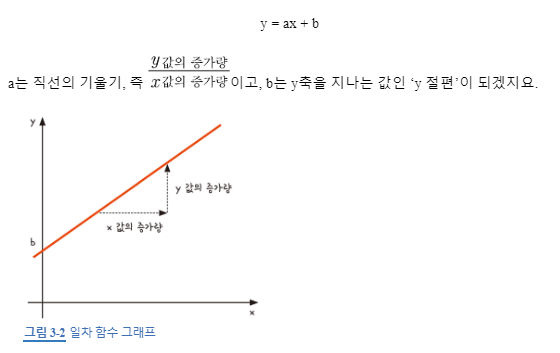 y = ax + b
y값의 증가량
a는 직선의 기울기, 즉 x값의 증가량이고, b는 y축을 지나는 값인 ‘y 절편’이 되겠지요.
y
y 값의 증가량
x 값의 증가량
b
x
그림 3-2 일차 함수 그래프